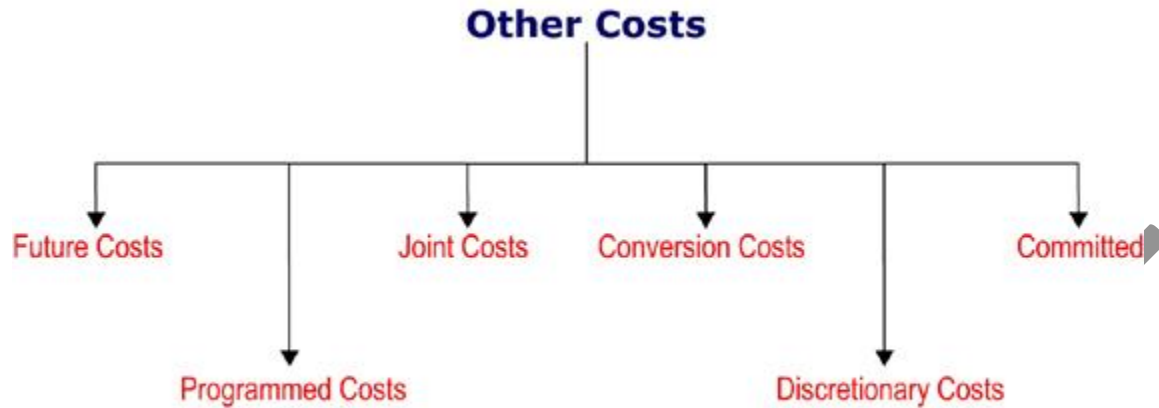 Other Costs
Future Costs
Joint Costs
Conversion Costs
Committed
Programmed Costs
Discretionary Costs